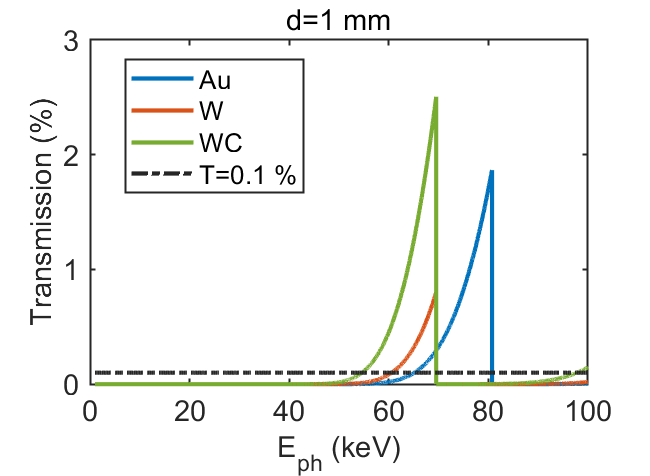 d=1 mm
3
2
1
0
Transmission (%)
Au
W
WC
T=0.1 %
0 20 40 60 80 100
E_ph (keV)